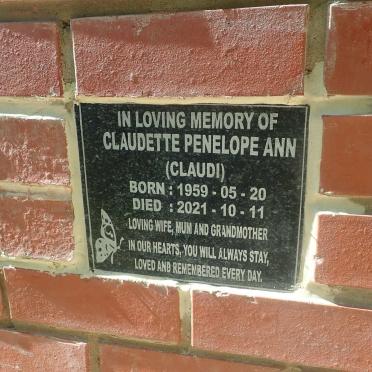 IN LOVING MEMORY OF
CLAUDETTE PENELOPE ANN
(CLAUDI)
BORN : 1959 - 05 - 20
DIED : 2021 - 10 - 11
LOVING WIFE, MUM AND GRANDMOTHER
IN OUR HEARTS, YOU WILL ALWAYS STAY,
LOVED AND REMEMBERED EVERY DAY.